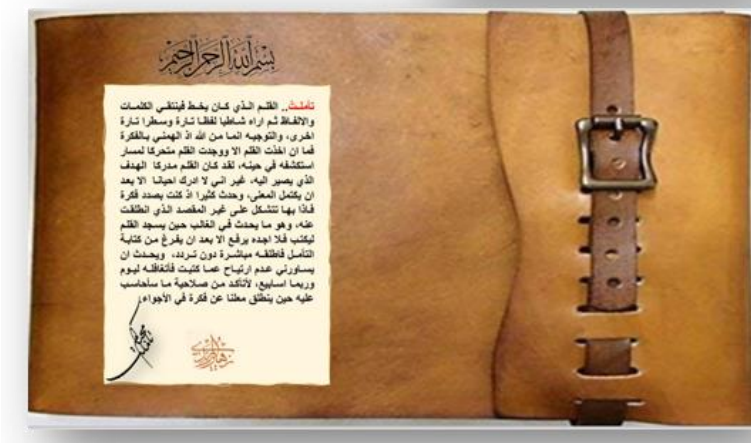 بسم الله الرحمن الرحيم
تأملت.. القلم الذي كان يخط فينتقي الكلمات
والالفاظ ثم اراه شاطبا لفظا تارة وسطرا تارة
اخرى، والتوجيه انما من الله اذ الهمني بالفكرة
فما ان اخذت القلم الا ووجدت القلم متحركا لمسار
استكشفه في حينه، لقد كان القلم مدركا الهدف
الذي يصير اليه، غير اني لا ادرك احيانا الا بعد
ان يكتمل المعنى، وحدث كثيرا اذ كنت بصدد فكرة
فاذا بها تتشكل على غير المقصد الذي انطلقت
عنه، وهو ما يحدث في الغالب حين يسجد القلم
ليكتب فلا اجده يرفع الا بعد ان يفرغ من كتابة
التأمل فاطلقه مباشرة دون تردد، ويحدث ان
يساورني عدم ارتياح عما كتبت فأتغافله ليوم
وربما اسابيع، لأتأكد من صلاحية ما سأحاسب
عليه حين ينطلق معلنا عن فكرة في الأجواء.